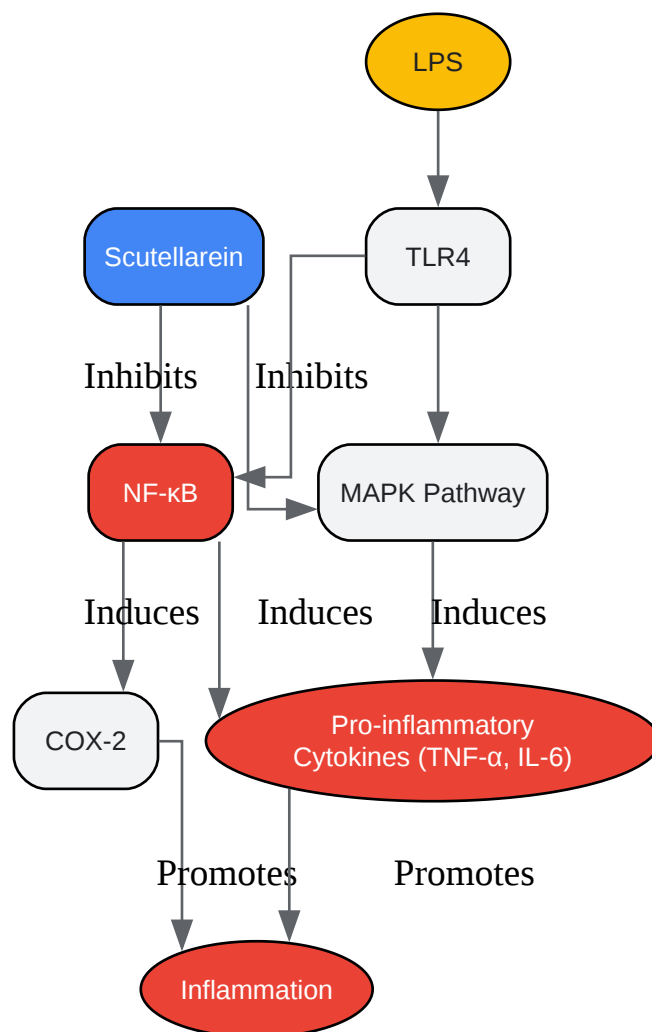 LPS
Scutellarein
TLR4
Inhibits
Inhibits
NF-κB
MAPK Pathway
Induces
Induces
Induces
COX-2
Pro-inflammatory
Cytokines (TNF-α, IL-6)
Promotes
Promotes
Inflammation